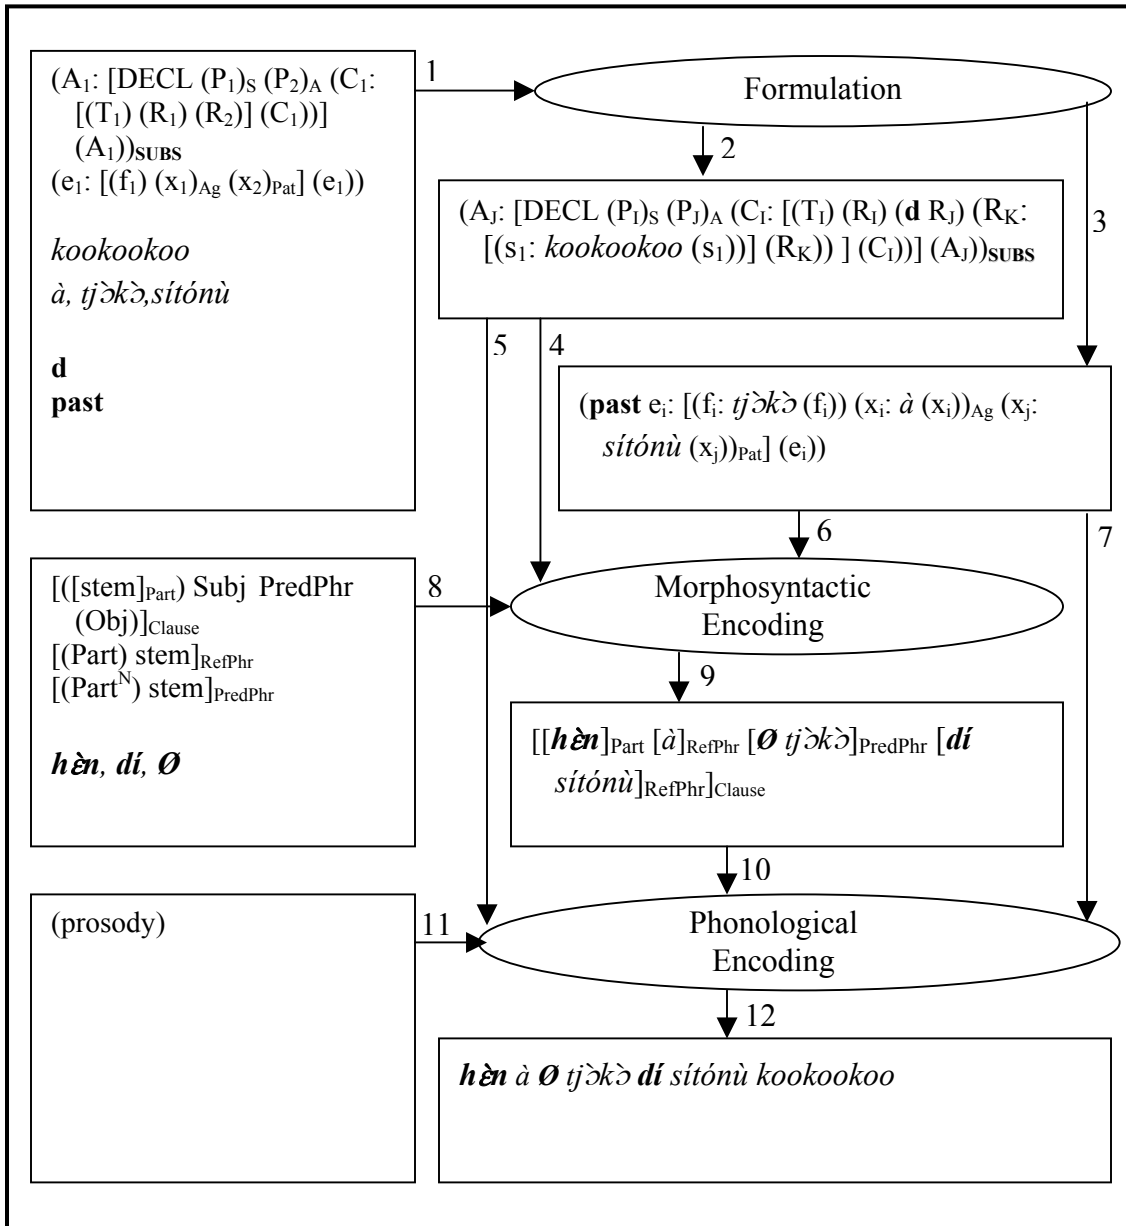 (A₁: [DECL (P₁)S (P₂)A (C₁:
[(T₁) (R₁) (R₂)] (C₁))]
(A₁))SUBS
(e₁: [(f₁) (x₁)Ag (x₂)Pat] (e₁))
kookookoo
à, tjɔ̀kɔ̀,sítónù
d
past
1
Formulation
2
3
(AJ: [DECL (PI)S (PJ)A (CI: [(TI) (RI) (d RJ) (RK:
[(s₁: kookookoo (s₁))] (RK)) ] (CI))] (AJ))SUBS
5
4
(past ei: [(fi: tjɔ̀kɔ̀ (fi)) (xi: à (xi))Ag (xj:
sítónù (xj))Pat] (ei))
6
7
[([stem]Part) Subj PredPhr
(Obj)]Clause
[(Part) stem]RefPhr
[(Partᴺ) stem]PredPhr
hɛ̀n, dí, Ø
8
Morphosyntactic
Encoding
9
[[hɛ̀n]Part [à]RefPhr [Ø tjɔ̀kɔ̀]PredPhr [dí
sítónù]RefPhr]Clause
10
(prosody)
11
Phonological
Encoding
12
hɛ̀n à Ø tjɔ̀kɔ̀ dí sítónù kookookoo